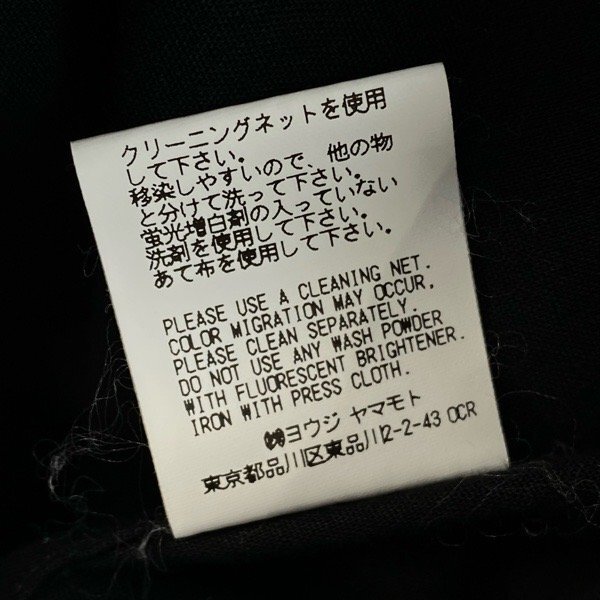 クリーニングネットを使用
して下さい。
移染しやすいので、他の物
と分けて洗って下さい。
蛍光増白剤の入っていない
洗剤を使用して下さい。
あて布を使用して下さい。
PLEASE USE A CLEANING NET.
COLOR MIGRATION MAY OCCUR,
PLEASE CLEAN SEPARATELY.
DO NOT USE ANY WASH POWDER
WITH FLUORESCENT BRIGHTENER.
IRON WITH PRESS CLOTH.
㈱ヨウジ ヤマモト
東京都品川区東品川2-2-43 OCR